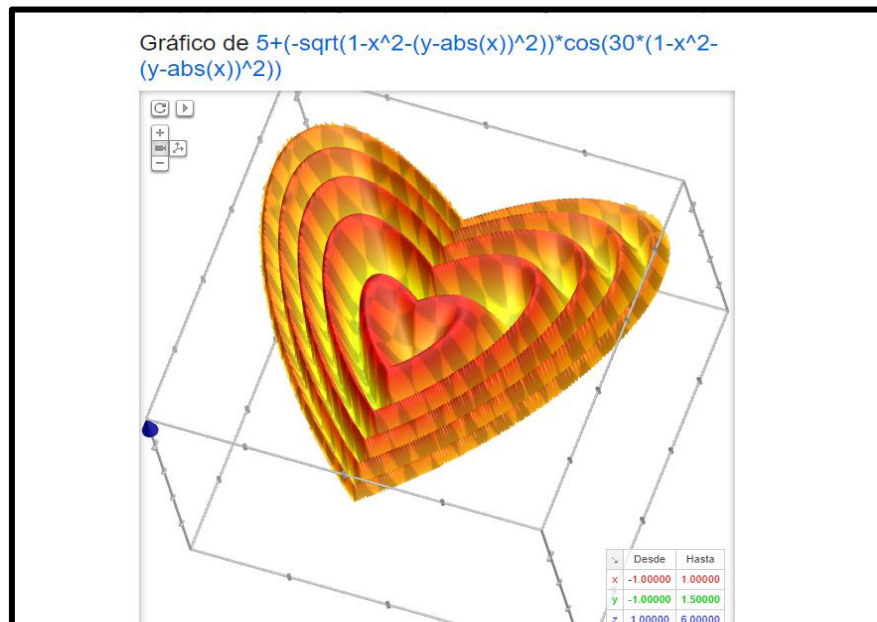 Gráfico de 5+(-sqrt(1-x^2-(y-abs(x))^2))*cos(30*(1-x^2-
(y-abs(x))^2))
Desde Hasta
x -1.00000 1.00000
y -1.00000 1.50000
z 1.00000 6.00000